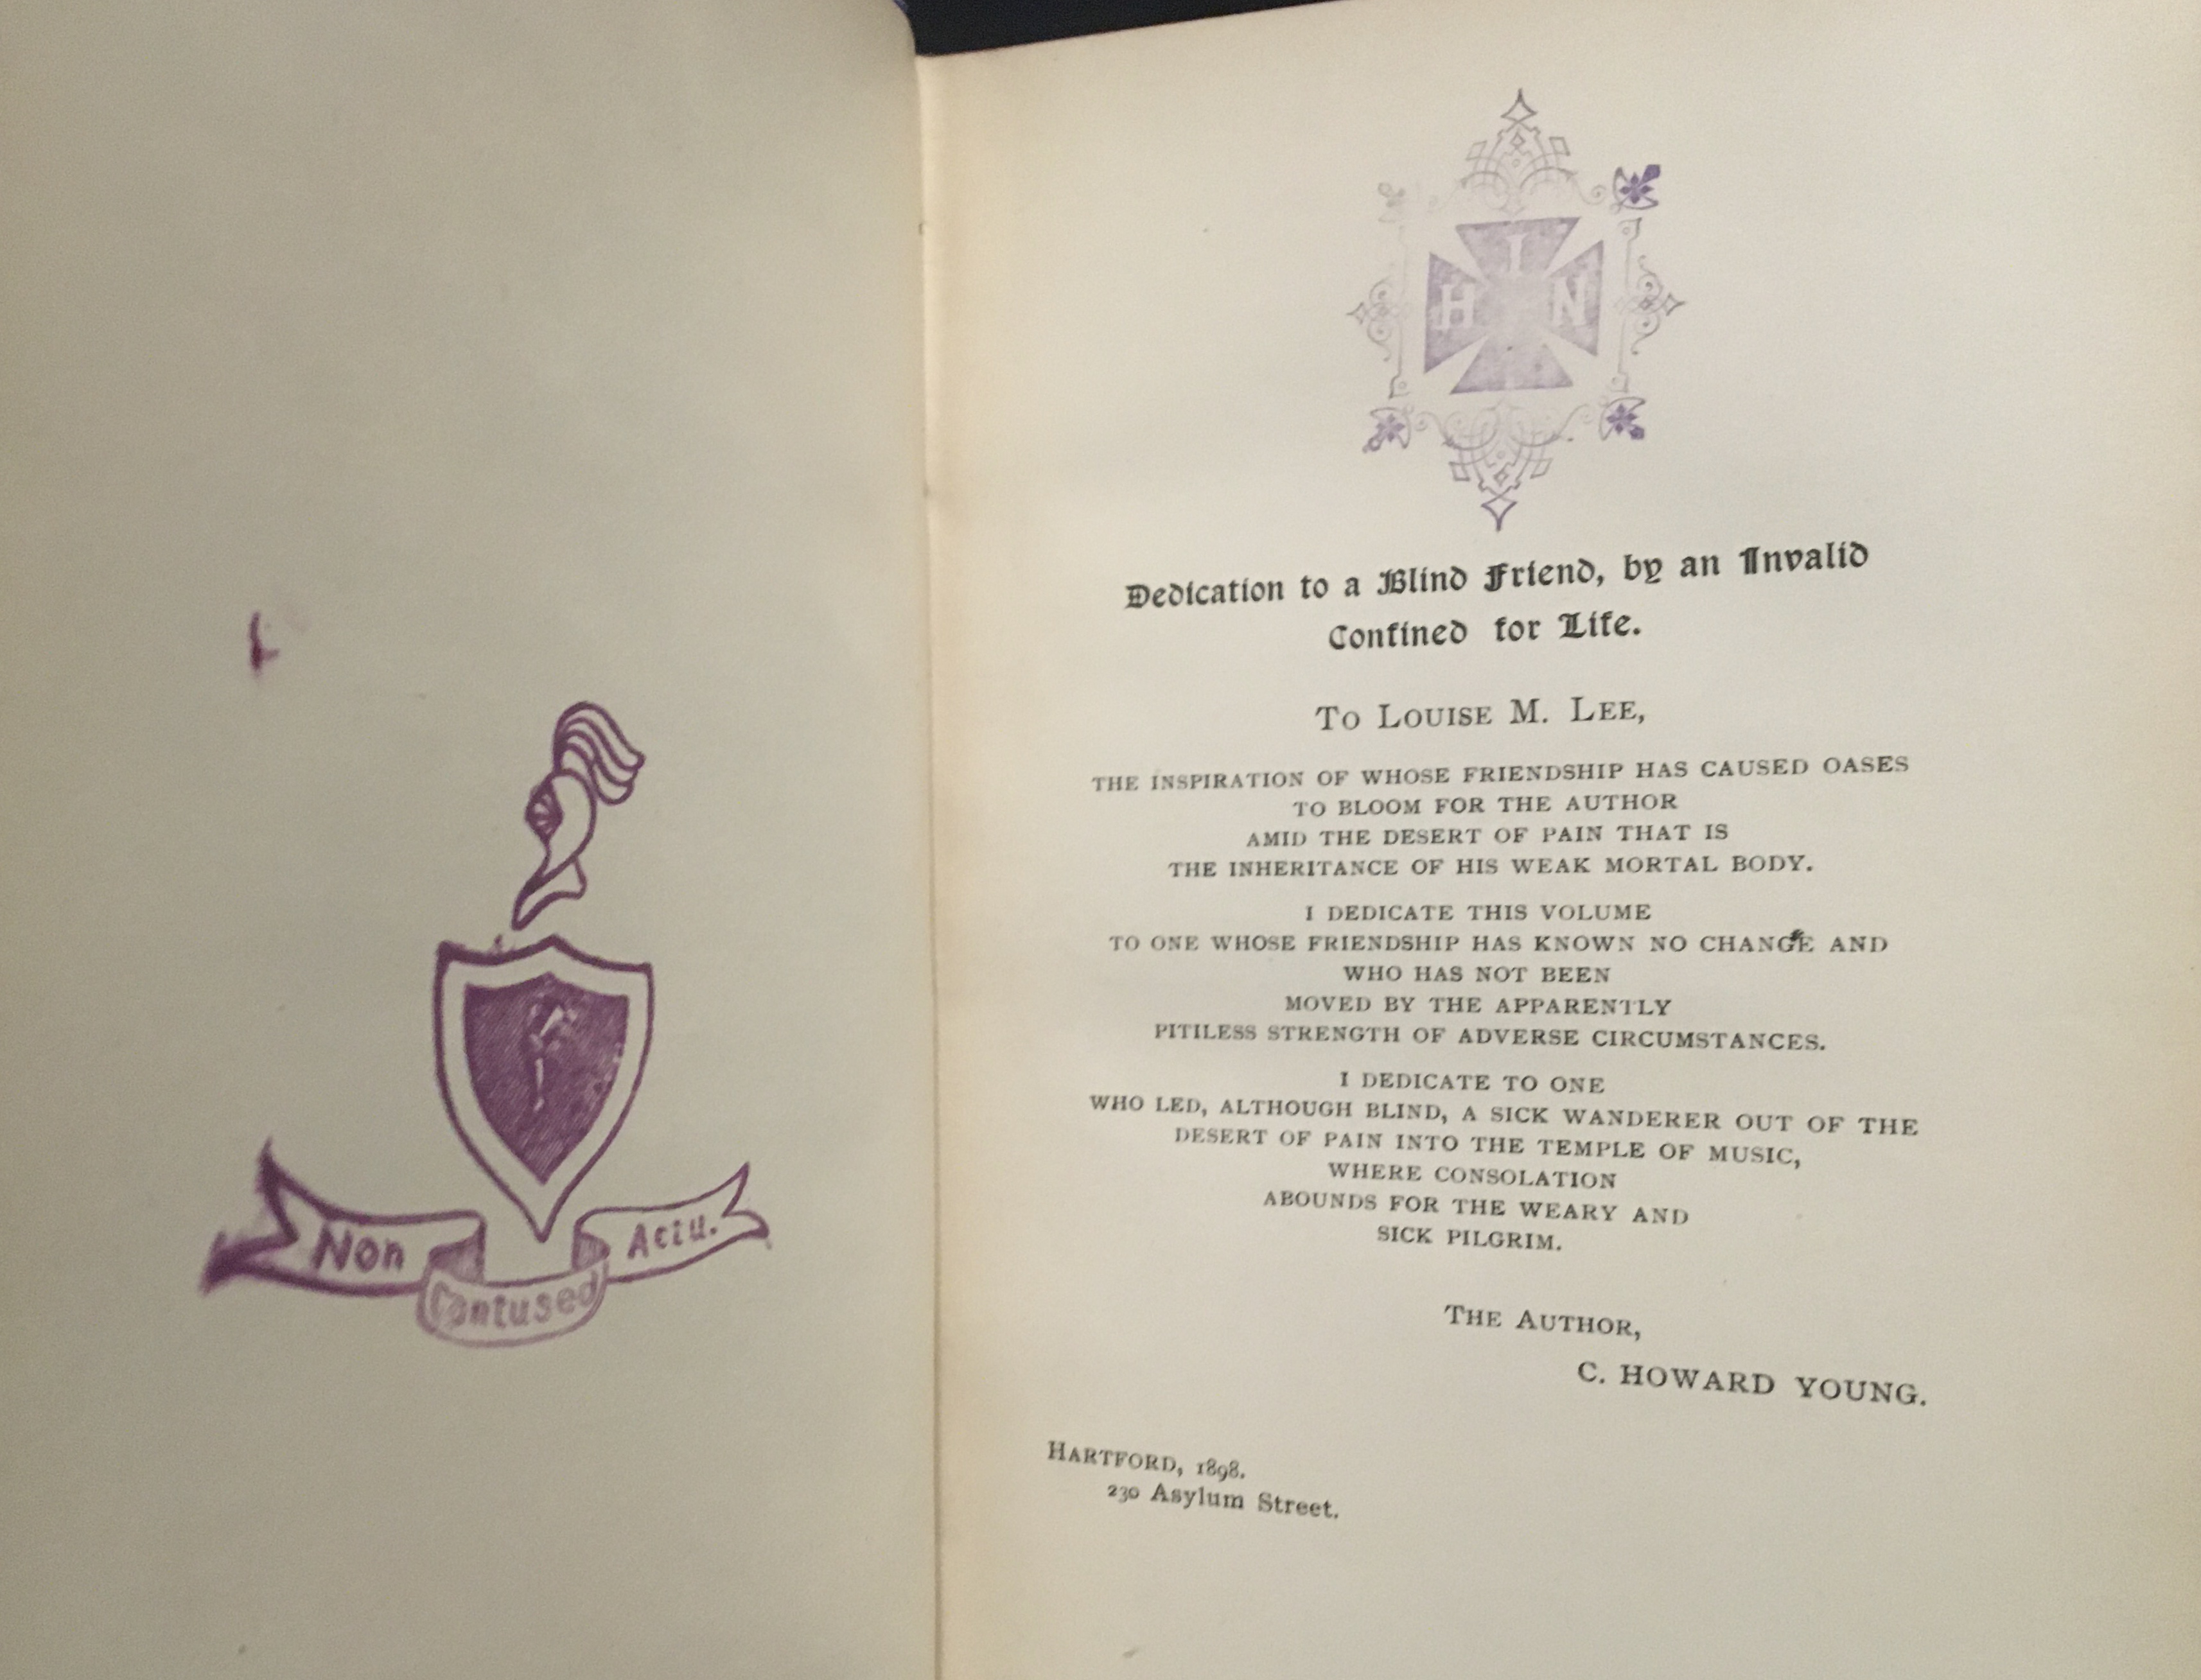 Non
Contused
Aciu.
I
H N
Dedication to a Blind Friend, by an Invalid
Confined for Life.
TO LOUISE M. LEE,
THE INSPIRATION OF WHOSE FRIENDSHIP HAS CAUSED OASES
TO BLOOM FOR THE AUTHOR
AMID THE DESERT OF PAIN THAT IS
THE INHERITANCE OF HIS WEAK MORTAL BODY.
I DEDICATE THIS VOLUME
TO ONE WHOSE FRIENDSHIP HAS KNOWN NO CHANGE AND
WHO HAS NOT BEEN
MOVED BY THE APPARENTLY
PITILESS STRENGTH OF ADVERSE CIRCUMSTANCES.
I DEDICATE TO ONE
WHO LED, ALTHOUGH BLIND, A SICK WANDERER OUT OF THE
DESERT OF PAIN INTO THE TEMPLE OF MUSIC,
WHERE CONSOLATION
ABOUNDS FOR THE WEARY AND
SICK PILGRIM.
THE AUTHOR,
C. HOWARD YOUNG.
HARTFORD, 1898.
230 Asylum Street.